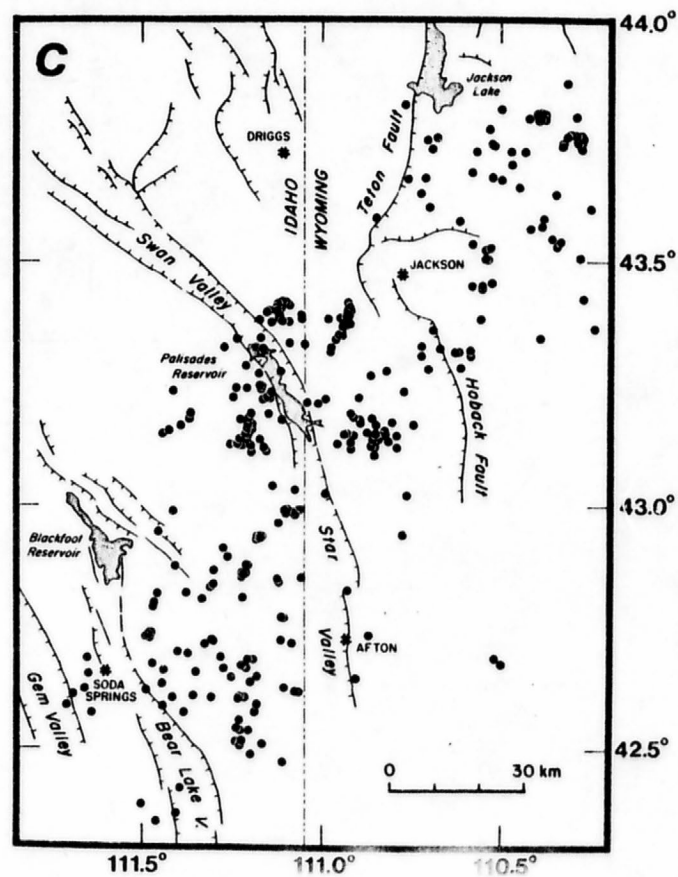 C
44.0°
Jackson
Lake
DRIGGS
IDAHO
WYOMING
Teton Fault
Swan Valley
JACKSON
43.5°
Palisades
Reservoir
Hoback Fault
43.0°
Blackfoot
Reservoir
Star
Valley
AFTON
Gem Valley
SODA
SPRINGS
Bear Lake V.
42.5°
0 30 km
111.5° 111.0° 110.5°